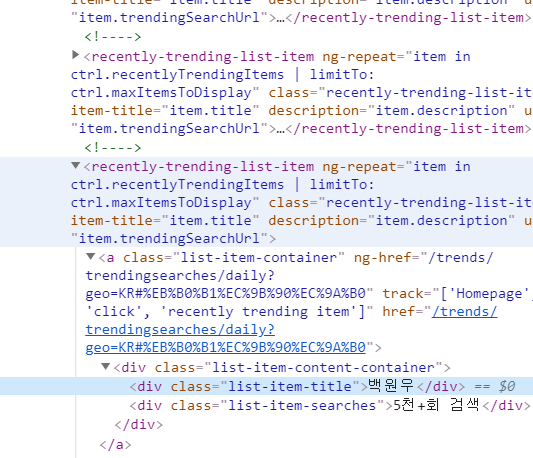 item-title="item.title" description="item.description" u
"item.trendingSearchUrl">…</recently-trending-list-item>
<!---->
<recently-trending-list-item ng-repeat="item in
ctrl.recentlyTrendingItems | limitTo:
ctrl.maxItemsToDisplay" class="recently-trending-list-ite
item-title="item.title" description="item.description" u
"item.trendingSearchUrl">…</recently-trending-list-item>
<!---->
<recently-trending-list-item ng-repeat="item in
ctrl.recentlyTrendingItems | limitTo:
ctrl.maxItemsToDisplay" class="recently-trending-list-ite
item-title="item.title" description="item.description" u
"item.trendingSearchUrl">
<a class="list-item-container" ng-href="/trends/
trendingsearches/daily?
geo=KR#%EB%B0%B1%EC%9B%90%EC%9A%B0" track="['Homepage',
'click', 'recently trending item']" href="/trends/
trendingsearches/daily?
geo=KR#%EB%B0%B1%EC%9B%90%EC%9A%B0">
<div class="list-item-content-container">
<div class="list-item-title">백원우</div> == $0
<div class="list-item-searches">5천+회 검색</div>
</div>
</a>